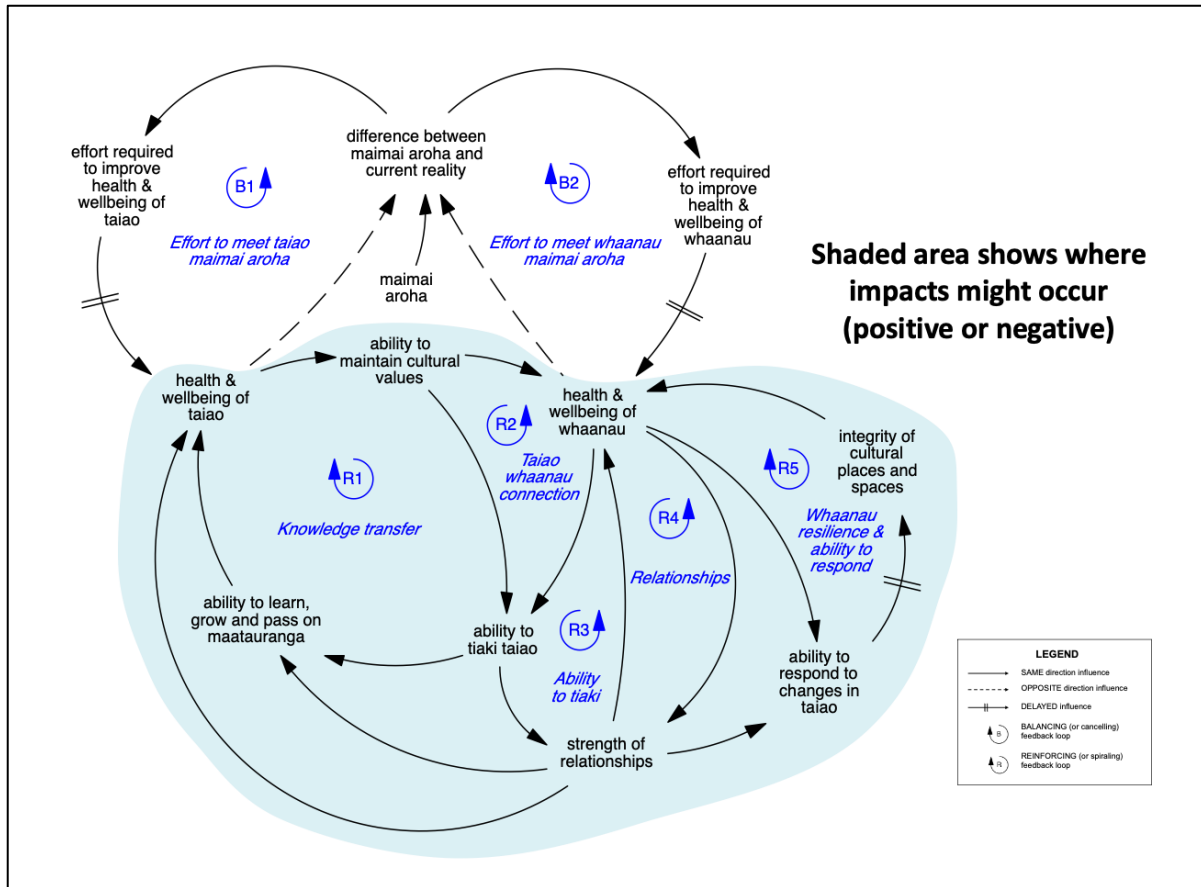 difference between
maimai aroha and
current reality
effort required
to improve
health &
wellbeing of
taiao
B1
Effort to meet taiao
maimai aroha
B2
Effort to meet whaanau
maimai aroha
effort required
to improve
health &
wellbeing of
whaanau
maimai
aroha
Shaded area shows where
impacts might occur
(positive or negative)
health &
wellbeing of
taiao
ability to
maintain cultural
values
health &
wellbeing of
whaanau
R2
Taiao
whaanau
connection
R1
Knowledge transfer
integrity of
cultural
places and
spaces
R5
Whaanau
resilience &
ability to
respond
R4
Relationships
ability to learn,
grow and pass on
maatauranga
ability to
tiaki taiao
R3
Ability
to tiaki
strength of
relationships
ability to
respond to
changes in
taiao
LEGEND
SAME direction influence
OPPOSITE direction influence
DELAYED influence
B
BALANCING (or cancelling)
feedback loop
R
REINFORCING (or spiraling)
feedback loop